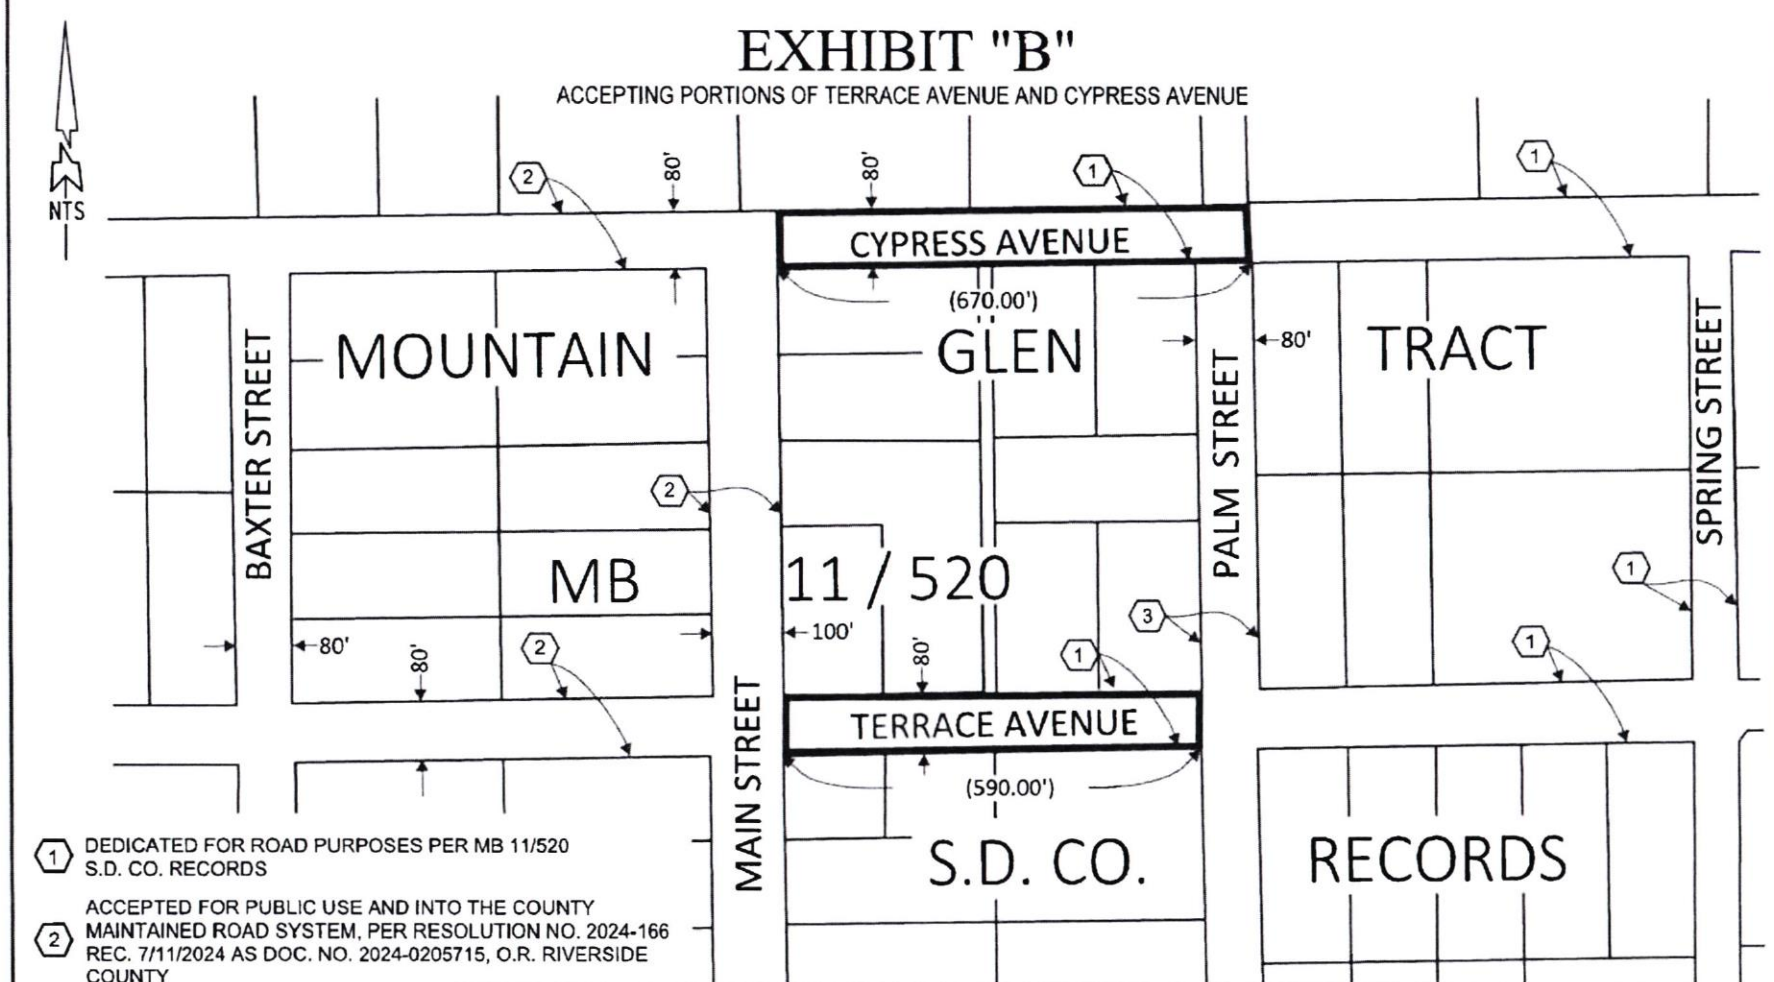 EXHIBIT "B"
ACCEPTING PORTIONS OF TERRACE AVENUE AND CYPRESS AVENUE
NTS
2
80'
80'
1
1
CYPRESS AVENUE
(670.00')
MOUNTAIN
GLEN
TRACT
80'
BAXTER STREET
PALM STREET
SPRING STREET
2
MB
11 / 520
1
3
80'
80'
2
100'
80'
1
1
MAIN STREET
TERRACE AVENUE
(590.00')
S.D. CO.
RECORDS
1 DEDICATED FOR ROAD PURPOSES PER MB 11/520
S.D. CO. RECORDS
ACCEPTED FOR PUBLIC USE AND INTO THE COUNTY
2 MAINTAINED ROAD SYSTEM, PER RESOLUTION NO. 2024-166
REC. 7/11/2024 AS DOC. NO. 2024-0205715, O.R. RIVERSIDE
COUNTY